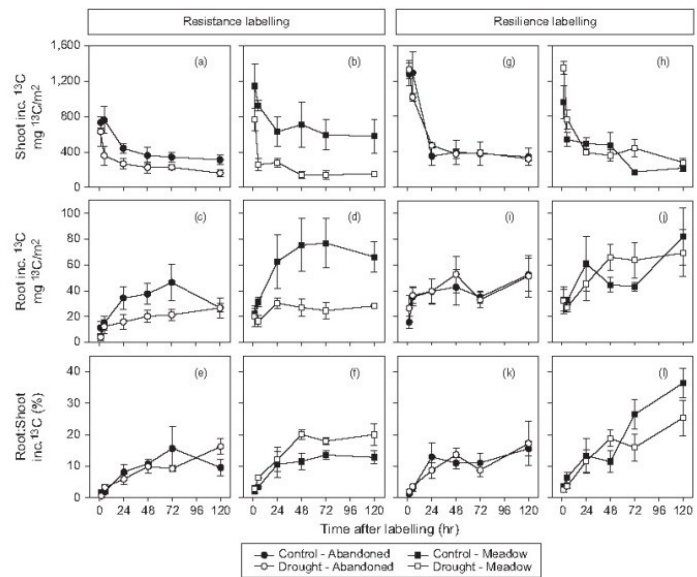 Resistance labelling
Resilience labelling
Shoot inc. ¹³C
mg ¹³C/m²
1,600
1,200
800
400
0
(a)
(b)
(g)
(h)
Root inc. ¹³C
mg ¹³C/m²
100
80
60
40
20
0
(c)
(d)
(i)
(j)
Root:Shoot
inc.¹³C (%)
40
30
20
10
0
(e)
(f)
(k)
(l)
0 24 48 72 96 120
0 24 48 72 96 120
0 24 48 72 96 120
0 24 48 72 96 120
Time after labelling (hr)
Control - Abandoned
Control - Meadow
Drought - Abandoned
Drought - Meadow